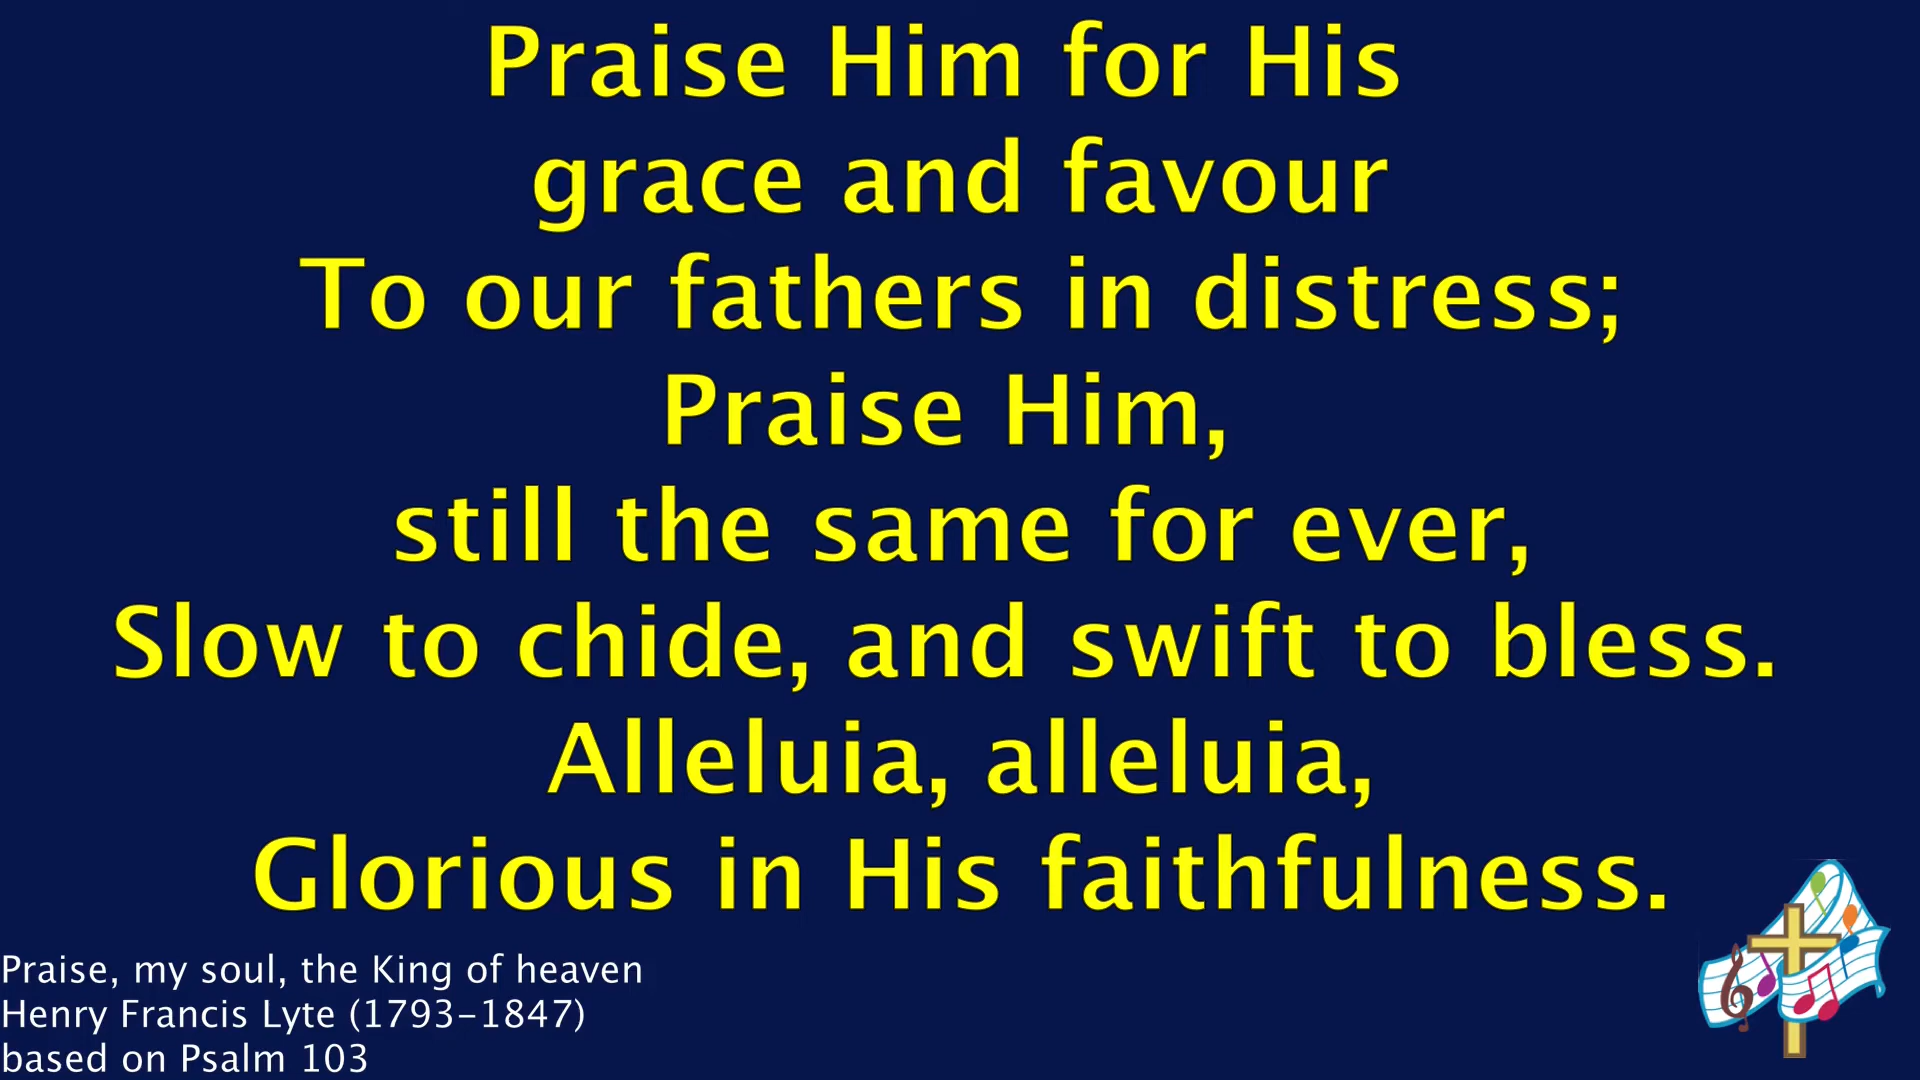 Praise Him for His
grace and favour
To our fathers in distress;
Praise Him,
still the same for ever,
Slow to chide, and swift to bless.
Alleluia, alleluia,
Glorious in His faithfulness.
Praise, my soul, the King of heaven
Henry Francis Lyte (1793-1847)
based on Psalm 103